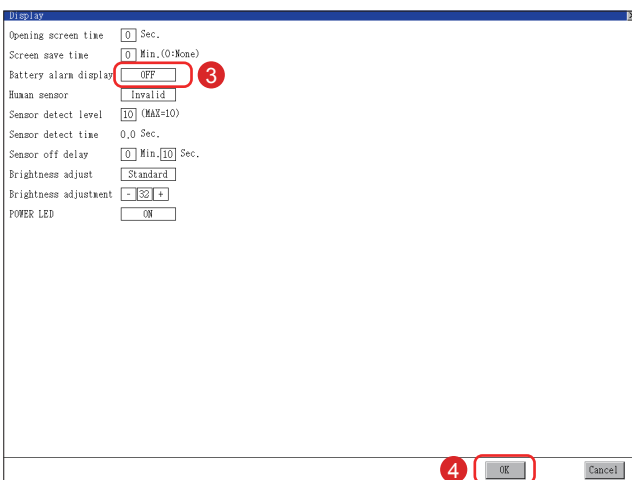 Display
Opening screen time 0 Sec.
Screen save time 0 Min.(0:None)
Battery alarm display OFF 3
Human sensor Invalid
Sensor detect level 10 (MAX=10)
Sensor detect time 0.0 Sec.
Sensor off delay 0 Min. 10 Sec.
Brightness adjust Standard
Brightness adjustment - 32 +
POWER LED ON
4 OK Cancel